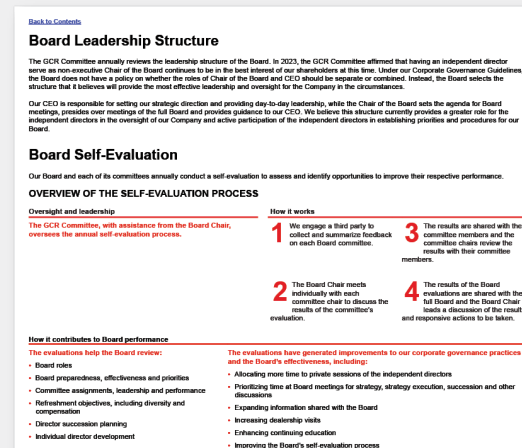 Back to Contents
Board Leadership Structure
The GCR Committee annually reviews the leadership structure of the Board. In 2023, the GCR Committee affirmed that having an independent director
serve as non-executive Chair of the Board continues to be in the best interest of our shareholders at this time. Under our Corporate Governance Guidelines,
the Board does not have a policy on whether the roles of Chair of the Board and CEO should be separate or combined. Instead, the Board selects the
structure that it believes will provide the most effective leadership and oversight for the Company in the circumstances.
Our CEO is responsible for setting our strategic direction and providing day-to-day leadership, while the Chair of the Board sets the agenda for Board
meetings, presides over meetings of the full Board and provides guidance to our CEO. We believe this structure currently provides a greater role for the
independent directors in the oversight of our Company and active participation of the independent directors in establishing priorities and procedures for our
Board.
Board Self-Evaluation
Our Board and each of its committees annually conduct a self-evaluation to assess and identify opportunities to improve their respective performance.
OVERVIEW OF THE SELF-EVALUATION PROCESS
Oversight and leadership
The GCR Committee, with assistance from the Board Chair,
oversees the annual self-evaluation process.
How it works
1 We engage a third party to
collect and summarize feedback
on each Board committee.
2 The Board Chair meets
individually with each
committee chair to discuss the
results of the committee's
evaluation.
3 The results are shared with the
committee members and the
committee chairs review the
results with their committee
members.
4 The results of the Board
evaluations are shared with the
full Board and the Board Chair
leads a discussion of the results
and responsive actions to be taken.
How it contributes to Board performance
The evaluations help the Board review:
• Board roles
• Board preparedness, effectiveness and priorities
• Committee assignments, leadership and performance
• Refreshment objectives, including diversity and
compensation
• Director succession planning
• Individual director development
The evaluations have generated improvements to our corporate governance practices
and the Board's effectiveness, including:
• Allocating more time to private sessions of the independent directors
• Prioritizing time at Board meetings for strategy, strategy execution, succession and other
discussions
• Expanding information shared with the Board
• Increasing dealership visits
• Enhancing continuing education
• Improving the Board's self-evaluation process